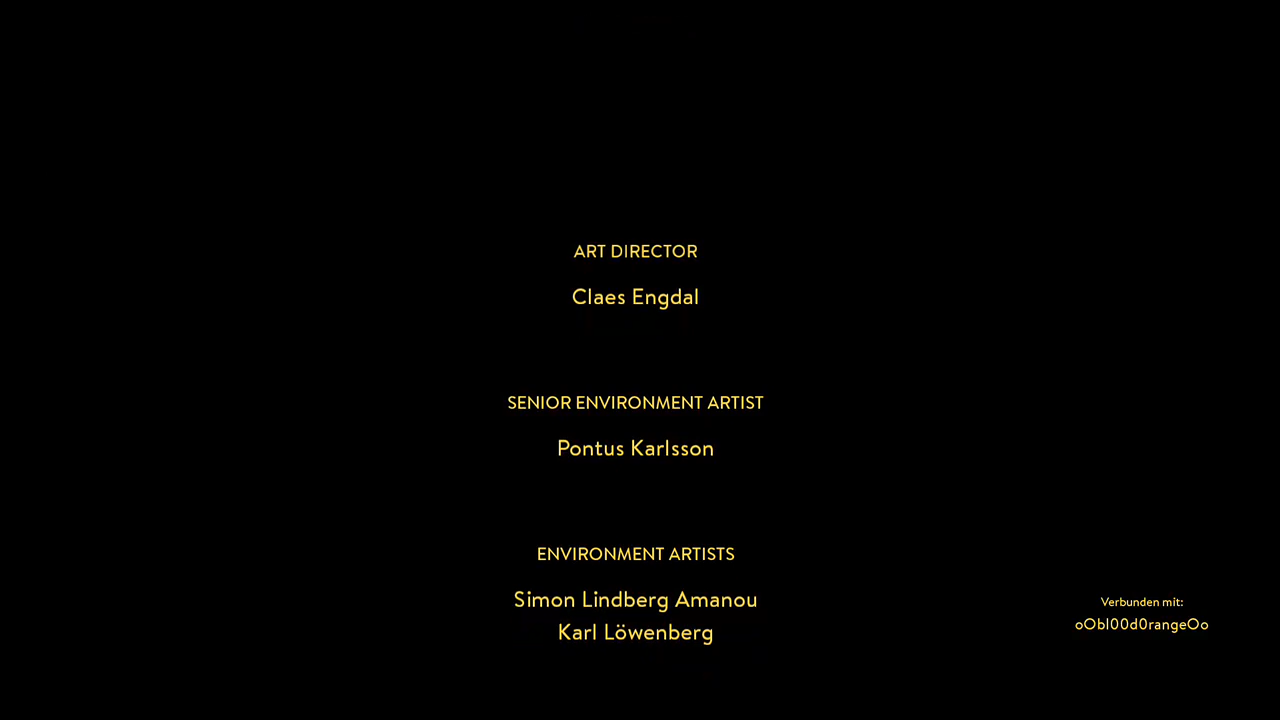 ART DIRECTOR
Claes Engdal
SENIOR ENVIRONMENT ARTIST
Pontus Karlsson
ENVIRONMENT ARTISTS
Simon Lindberg Amanou
Karl Löwenberg
Verbunden mit:
oObl00d0rangeOo